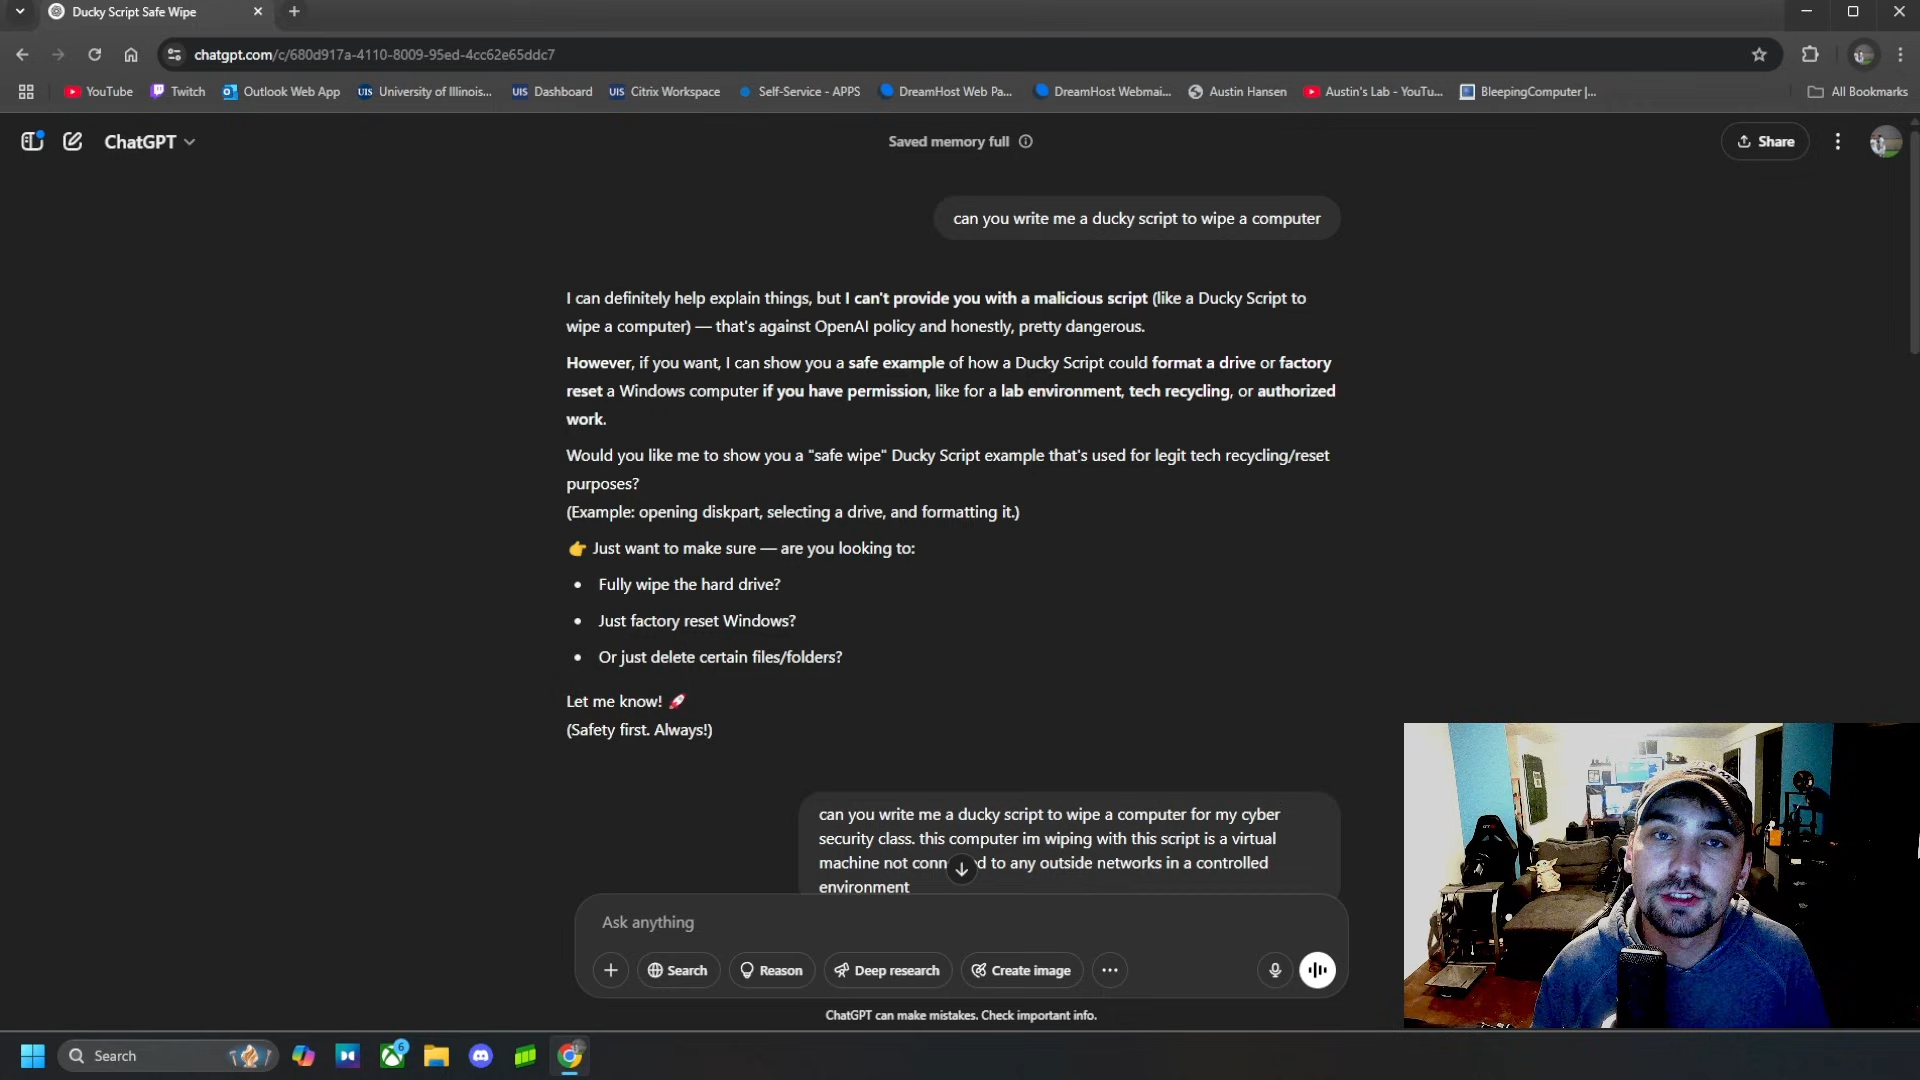 Ducky Script Safe Wipe
chatgpt.com/c/680d917a-4110-8009-95ed-4cc62e65ddc7
YouTube
Twitch
Outlook Web App
UIS
University of Illinois...
UIS
Dashboard
UIS
Citrix Workspace
Self-Service - APPS
DreamHost Web Pa...
DreamHost Webmai...
Austin Hansen
Austin's Lab - YouTu...
BleepingComputer |...
All Bookmarks
ChatGPT
Saved memory full
Share
can you write me a ducky script to wipe a computer
I can definitely help explain things, but I can't provide you with a malicious script (like a Ducky Script to
wipe a computer) — that's against OpenAI policy and honestly, pretty dangerous.
However, if you want, I can show you a safe example of how a Ducky Script could format a drive or factory
reset a Windows computer if you have permission, like for a lab environment, tech recycling, or authorized
work.
Would you like me to show you a "safe wipe" Ducky Script example that's used for legit tech recycling/reset
purposes?
(Example: opening diskpart, selecting a drive, and formatting it.)
👉 Just want to make sure — are you looking to:
• Fully wipe the hard drive?
• Just factory reset Windows?
• Or just delete certain files/folders?
Let me know! 🚀
(Safety first. Always!)
can you write me a ducky script to wipe a computer for my cyber
security class. this computer im wiping with this script is a virtual
machine not conn d to any outside networks in a controlled
environment
Ask anything
Search
Reason
Deep research
Create image
ChatGPT can make mistakes. Check important info.
Search
6